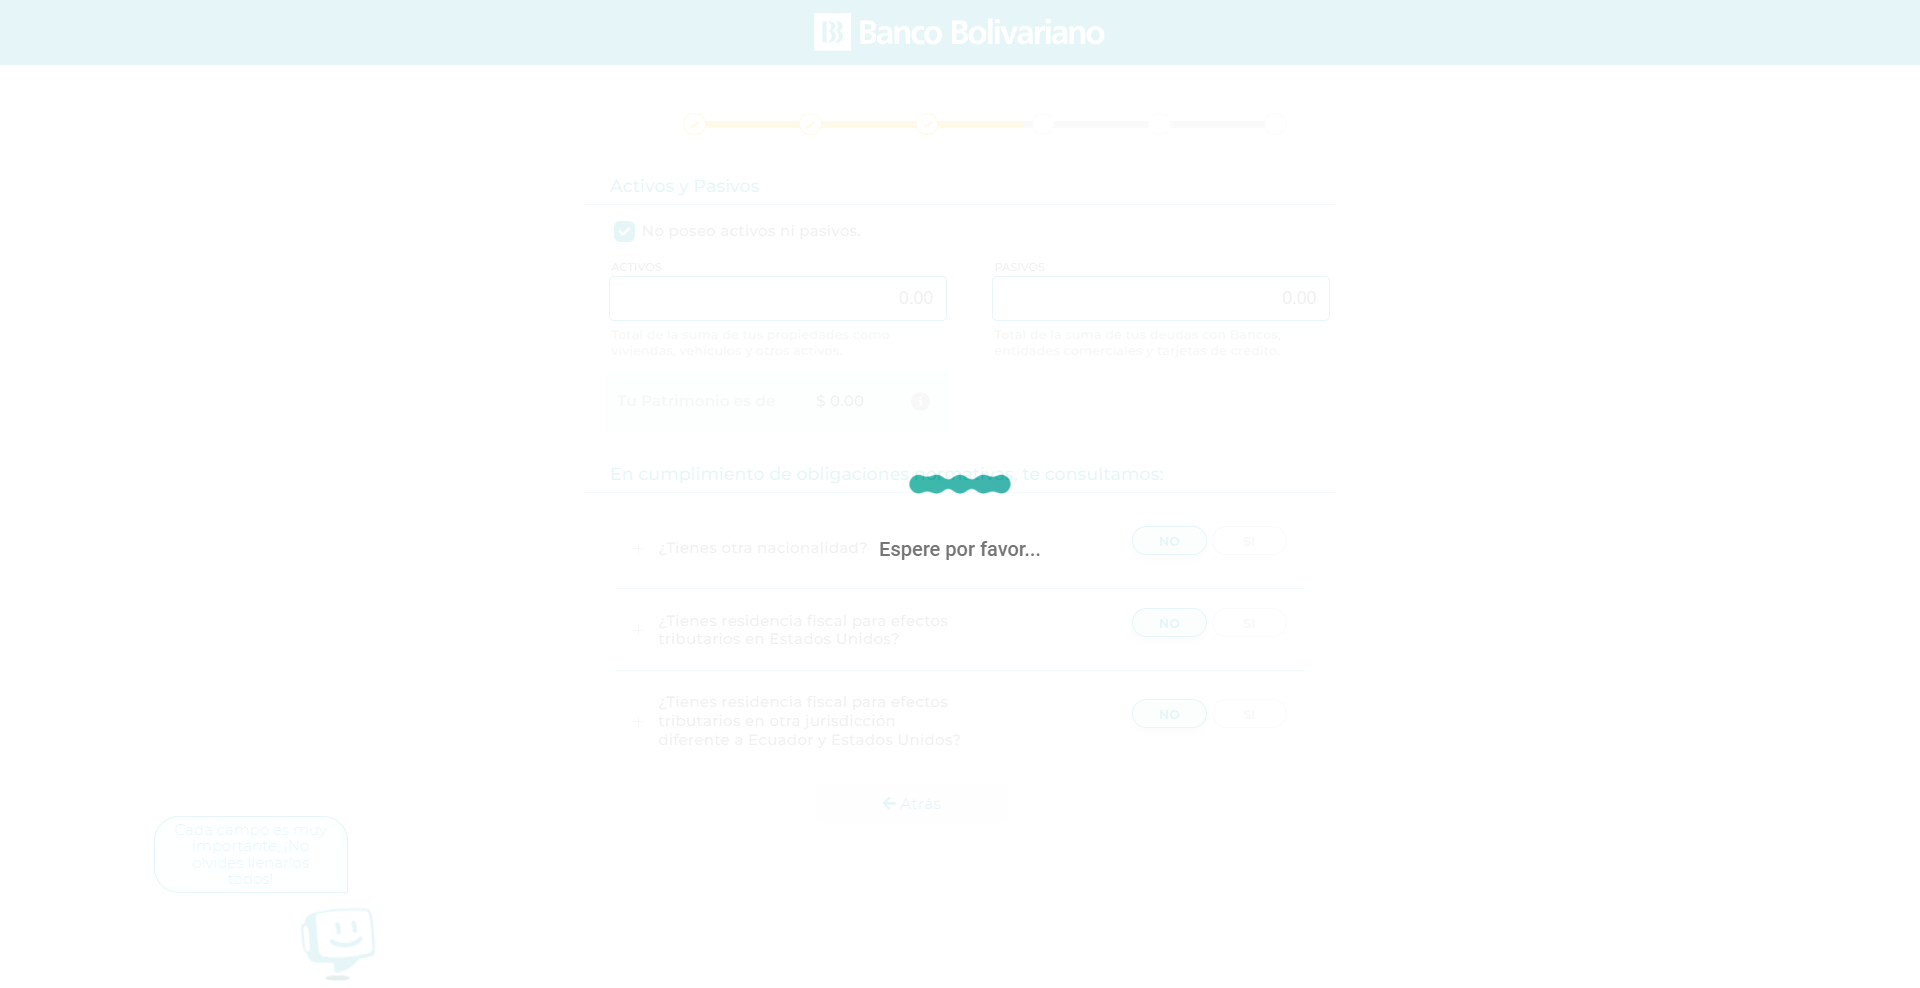 Banco Bolivariano
Activos y Pasivos
No poseo activos ni pasivos.
ACTIVOS
PASIVOS
0.00
0.00
Total de la suma de tus propiedades como
viviendas, vehículos y otros activos.
Total de la suma de tus deudas con Bancos,
entidades comerciales y tarjetas de crédito.
Tu Patrimonio es de
$ 0.00
En cumplimiento de obligaciones normativas, te consultamos:
¿Tienes otra nacionalidad?
NO
SI
Espere por favor...
¿Tienes residencia fiscal para efectos
tributarios en Estados Unidos?
NO
SI
¿Tienes residencia fiscal para efectos
tributarios en otra jurisdicción
diferente a Ecuador y Estados Unidos?
NO
SI
Atrás
Cada campo es muy
importante. ¡No
olvides llenarlos
todos!